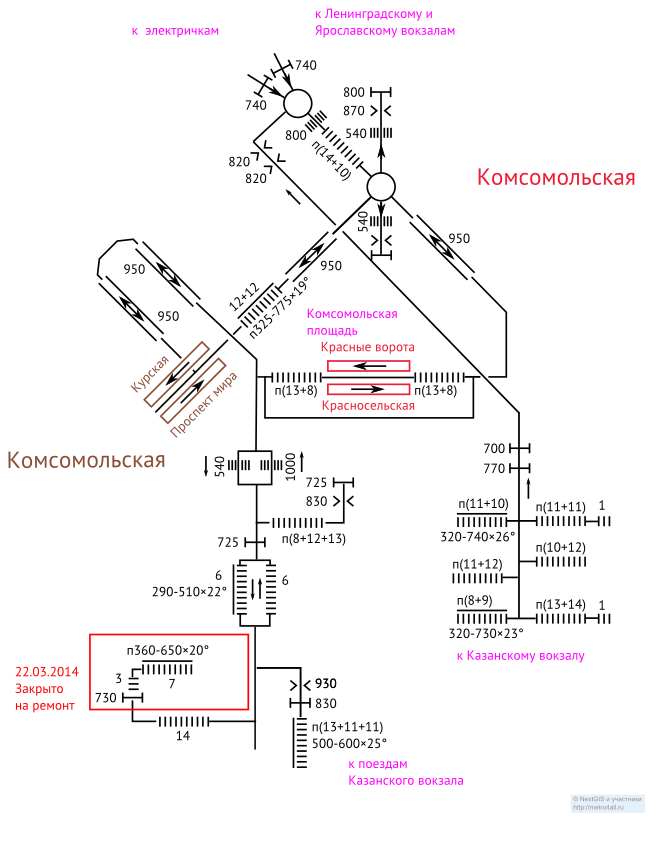 к Ленинградскому и
к электричкам
Ярославскому вокзалам
740
740
800
870
800
540
п(14+10)
820
820
Комсомольская
540
950
950
950
12+12
950
п325-775×19°
Комсомольская
площадь
Красные ворота
Курская
Проспект мира
п(13+8)
п(13+8)
Красносельская
700
Комсомольская
540
1000
770
725
830
п(11+10)
п(11+11)
1
320-740×26°
725
п(8+12+13)
п(10+12)
п(11+12)
6
6
290-510×22°
п(8+9)
п(13+14)
1
320-730×23°
п360-650×20°
к Казанскому вокзалу
22.03.2014
Закрыто
на ремонт
3
7
930
730
830
п(13+11+11)
14
500-600×25°
к поездам
Казанского вокзала
© NextGIS и участники
http://metro4all.ru